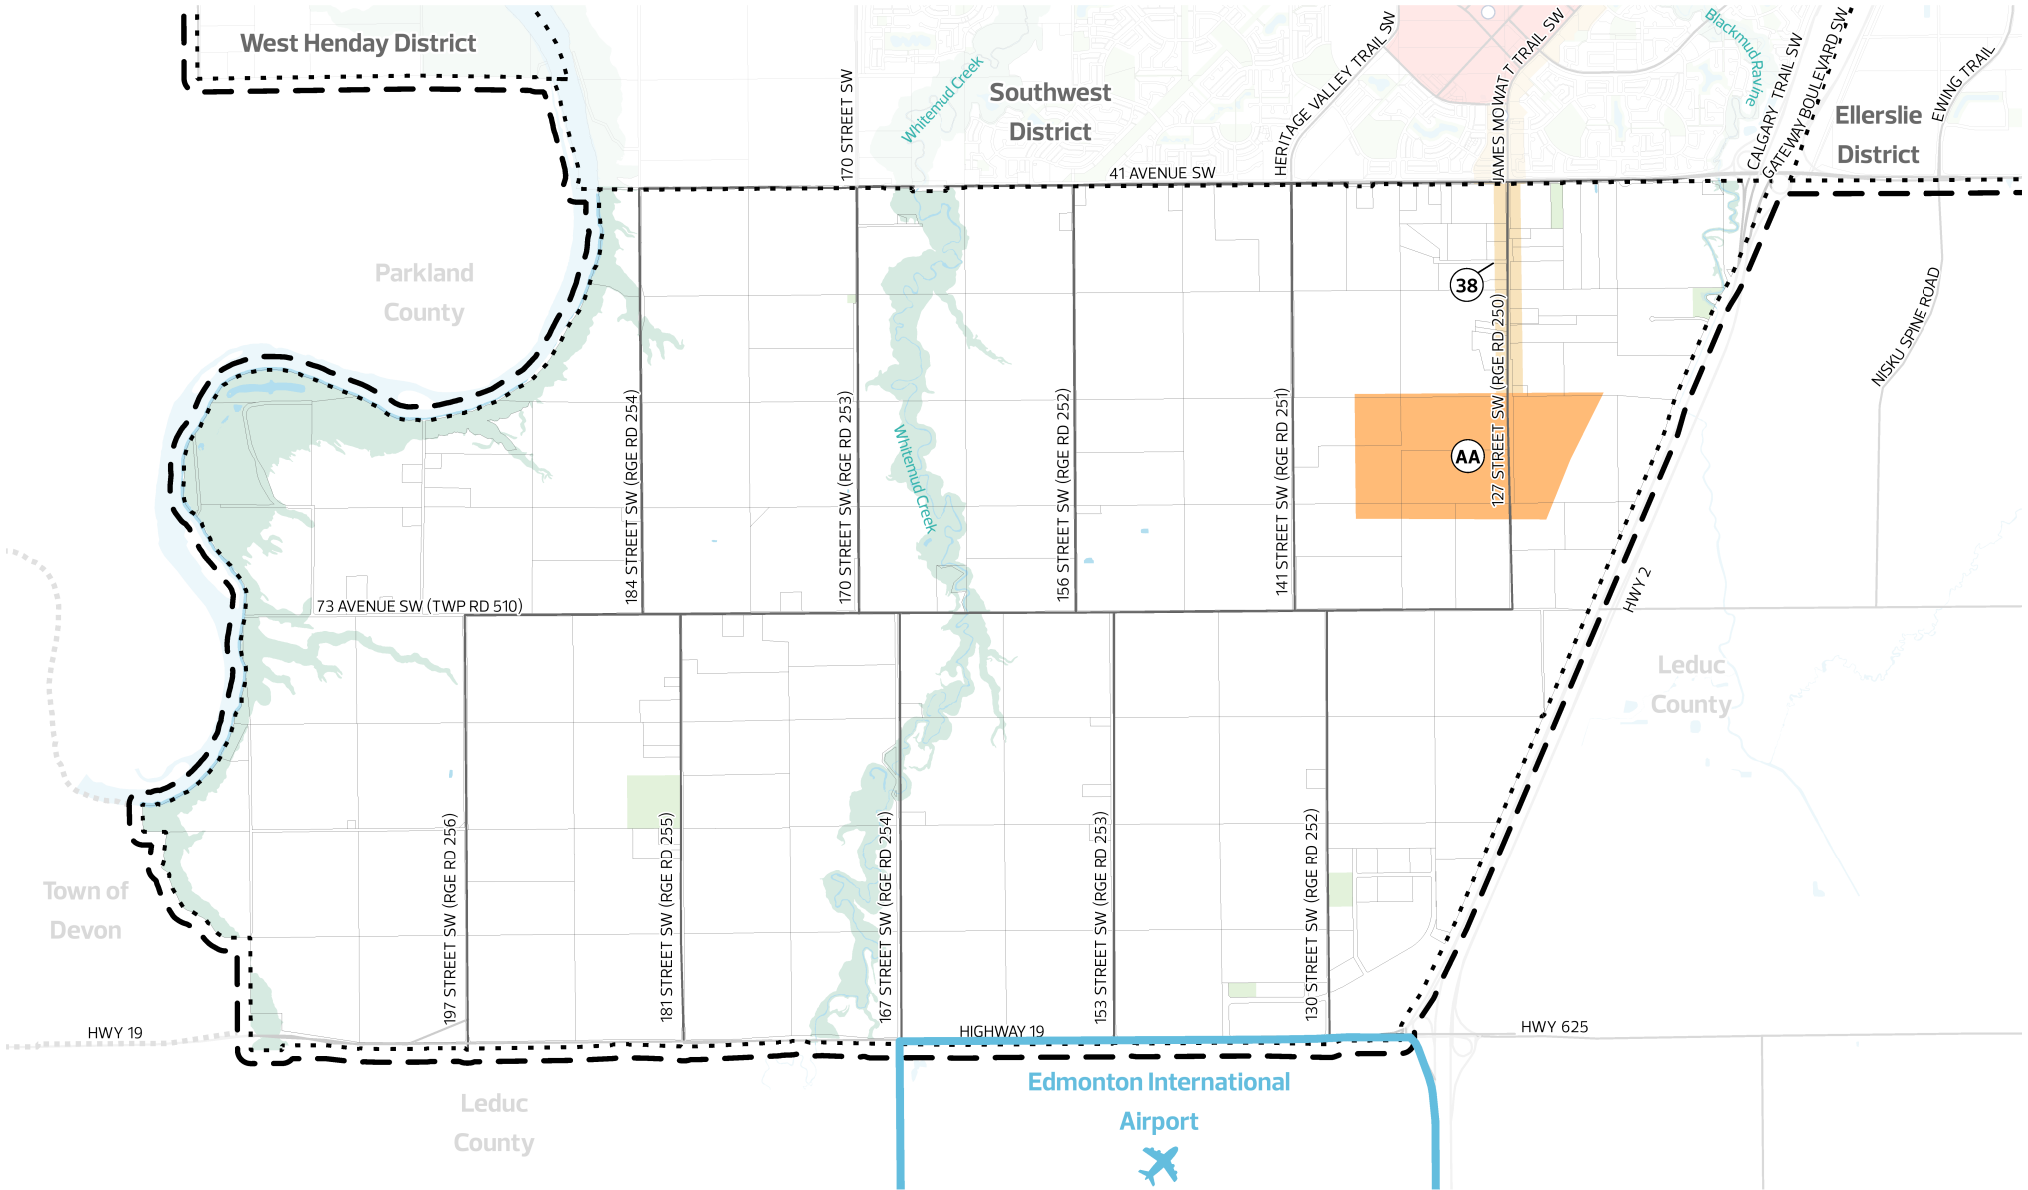 West Henday District
Southwest
District
Ellerslie
District
Whitemud Creek
Blackmud Ravine
170 STREET SW
HERITAGE VALLEY TRAIL SW
JAMES MOWAT T TRAIL SW
CALGARY TRAIL SW
GATEWAY BOULEVARD SW
EWING TRAIL
41 AVENUE SW
Parkland
County
38
NISKU SPINE ROAD
184 STREET SW (RGE RD 254)
170 STREET SW (RGE RD 253)
Whitemud Creek
156 STREET SW (RGE RD 252)
141 STREET SW (RGE RD 251)
127 STREET SW (RGE RD 250)
AA
73 AVENUE SW (TWP RD 510)
HWY 2
Leduc
County
197 STREET SW (RGE RD 256)
181 STREET SW (RGE RD 255)
167 STREET SW (RGE RD 254)
153 STREET SW (RGE RD 253)
130 STREET SW (RGE RD 252)
Town of
Devon
HWY 19
HIGHWAY 19
HWY 625
Edmonton International
Airport
Leduc
County